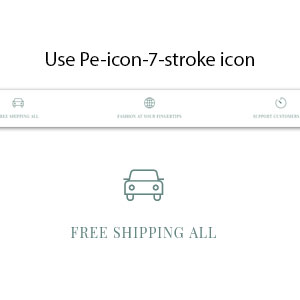 Use Pe-icon-7-stroke icon
REE SHIPPING ALL
FASHION AT YOUR FINGERTIPS
SUPPORT CUSTOMERS
FREE SHIPPING ALL